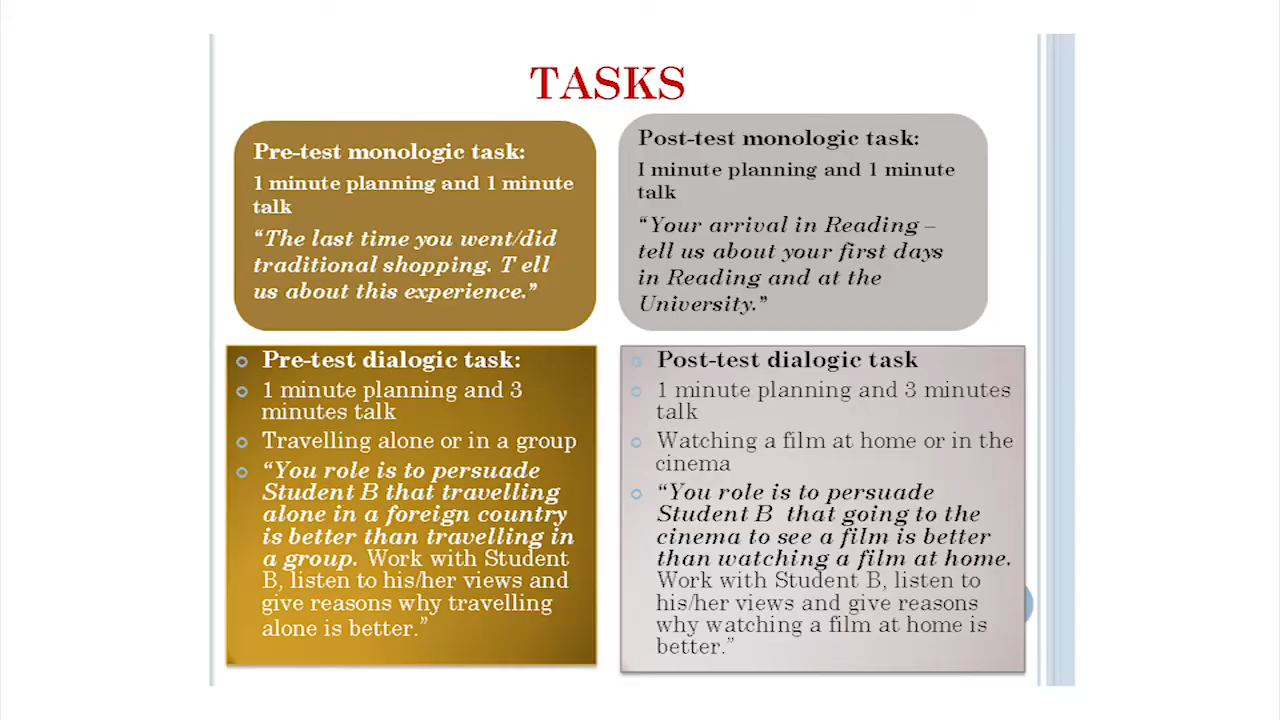 TASKS
Pre-test monologic task:
1 minute planning and 1 minute
talk
“The last time you went/did
traditional shopping. T ell
us about this experience.”
Post-test monologic task:
I minute planning and 1 minute
talk
“Your arrival in Reading –
tell us about your first days
in Reading and at the
University.”
Pre-test dialogic task:
1 minute planning and 3
minutes talk
Travelling alone or in a group
“You role is to persuade
Student B that travelling
alone in a foreign country
is better than travelling in
a group. Work with Student
B, listen to his/her views and
give reasons why travelling
alone is better.”
Post-test dialogic task
1 minute planning and 3 minutes
talk
Watching a film at home or in the
cinema
“You role is to persuade
Student B that going to the
cinema to see a film is better
than watching a film at home.
Work with Student B, listen to
his/her views and give reasons
why watching a film at home is
better.”